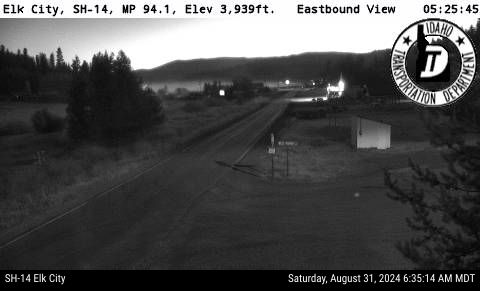 Elk City, SH-14, MP 94.1, Elev 3,939ft. Eastbound View 05:25:45
IDAHO
TRANSPORTATION DEPARTMENT
SH-14 Elk City Saturday, August 31, 2024 6:35:14 AM MDT